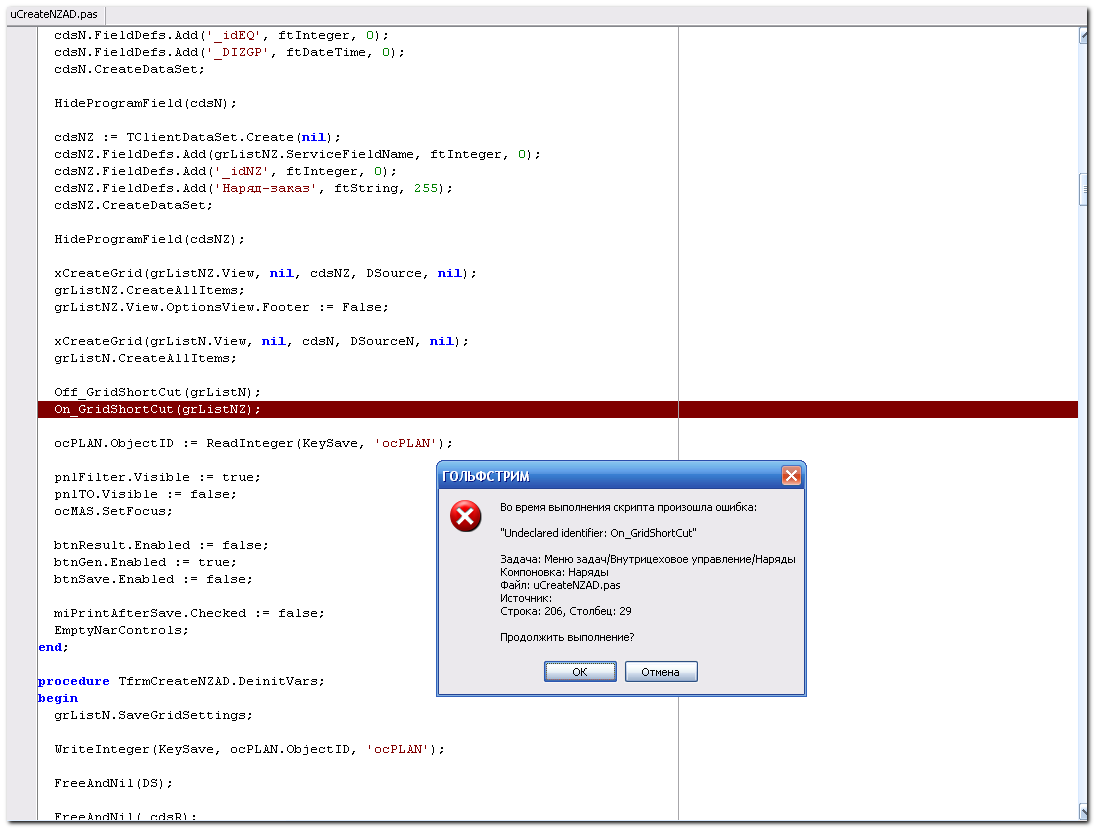 uCreateNZAD.pas
cdsN.FieldDefs.Add('_idEQ', ftInteger, 0);
cdsN.FieldDefs.Add('_DIZGP', ftDateTime, 0);
cdsN.CreateDataSet;
HideProgramField(cdsN);
cdsNZ := TClientDataSet.Create(nil);
cdsNZ.FieldDefs.Add(grListNZ.ServiceFieldName, ftInteger, 0);
cdsNZ.FieldDefs.Add('_idNZ', ftInteger, 0);
cdsNZ.FieldDefs.Add('Наряд-заказ', ftString, 255);
cdsNZ.CreateDataSet;
HideProgramField(cdsNZ);
xCreateGrid(grListNZ.View, nil, cdsNZ, DSource, nil);
grListNZ.CreateAllItems;
grListNZ.View.OptionsView.Footer := False;
xCreateGrid(grListN.View, nil, cdsN, DSourceN, nil);
grListN.CreateAllItems;
Off_GridShortCut(grListN);
On_GridShortCut(grListNZ);
ocPLAN.ObjectID := ReadInteger(KeySave, 'ocPLAN');
pnlFilter.Visible := true;
pnlTO.Visible := false;
ocMAS.SetFocus;
btnResult.Enabled := false;
btnGen.Enabled := true;
btnSave.Enabled := false;
miPrintAfterSave.Checked := false;
EmptyNarControls;
end;
procedure TfrmCreateNZAD.DeinitVars;
begin
grListN.SaveGridSettings;
WriteInteger(KeySave, ocPLAN.ObjectID, 'ocPLAN');
FreeAndNil(DS);
FreeAndNil( cdsR);
ГОЛЬФСТРИМ
Во время выполнения скрипта произошла ошибка:
"Undeclared identifier: On_GridShortCut"
Задача: Меню задач/Внутрицеховое управление/Наряды
Компоновка: Наряды
Файл: uCreateNZAD.pas
Источник:
Строка: 206, Столбец: 29
Продолжить выполнение?
ОК
Отмена